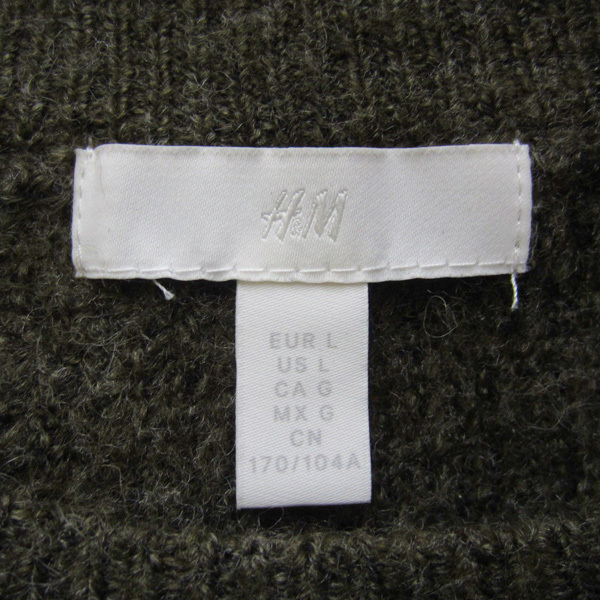 H&M
EUR L
US L
CA G
MX G
CN
170/104A